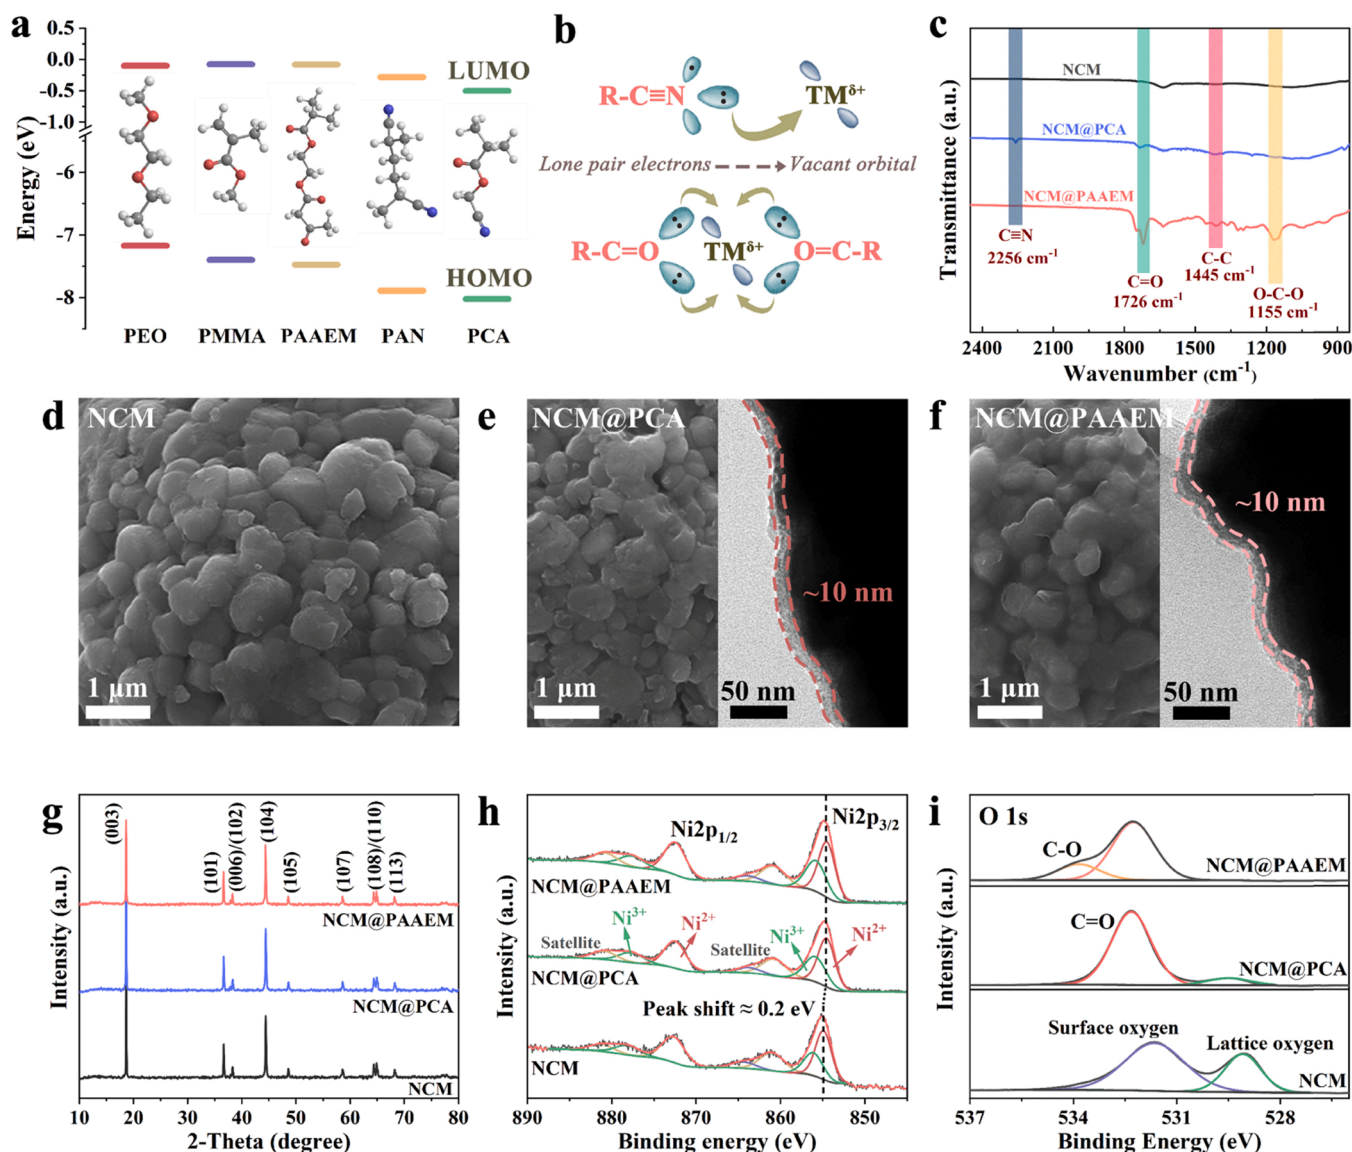 a
0.5
0.0
-0.5
-1.0
-6
-7
-8
Energy (eV)
LUMO
HOMO
PEO PMMA PAAEM PAN PCA
b
R-C≡N
TM^δ+
Lone pair electrons Vacant orbital
R-C=O TM^δ+ O=C-R
c
Transmittance (a.u.)
NCM
NCM@PCA
NCM@PAAEM
C≡N
2256 cm⁻¹
C=O
1726 cm⁻¹
C-C
1445 cm⁻¹
O-C-O
1155 cm⁻¹
2400 2100 1800 1500 1200 900
Wavenumber (cm⁻¹)
d NCM
1 μm
e NCM@PCA
~10 nm
1 μm
50 nm
f NCM@PAAEM
~10 nm
1 μm
50 nm
g
Intensity (a.u.)
(003)
(101)
(006)/(102)
(104)
(105)
(107)
(108)/(110)
(113)
NCM@PAAEM
NCM@PCA
NCM
10 20 30 40 50 60 70 80
2-Theta (degree)
h
Intensity (a.u.)
Ni2p₁/₂
Ni2p₃/₂
NCM@PAAEM
Satellite Ni³⁺ Ni²⁺ Satellite Ni³⁺ Ni²⁺
NCM@PCA
Peak shift ≈ 0.2 eV
NCM
890 880 870 860 850
Binding energy (eV)
i O 1s
Intensity (a.u.)
C-O
NCM@PAAEM
C=O
NCM@PCA
Surface oxygen
Lattice oxygen
NCM
537 534 531 528
Binding Energy (eV)